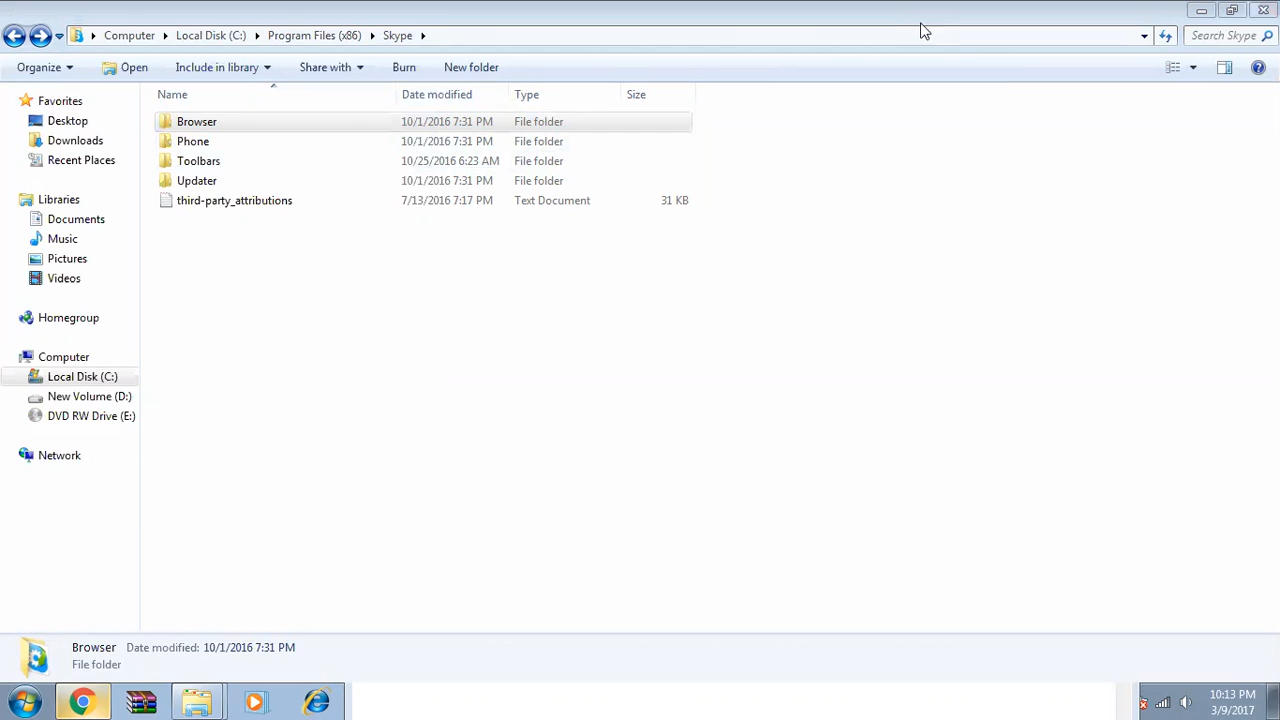 Computer Local Disk (C:) Program Files (x86) Skype Search Skype
Organize Open Include in library Share with Burn New folder
Name Date modified Type Size
Favorites
Desktop
Downloads
Recent Places
Libraries
Documents
Music
Pictures
Videos
Homegroup
Computer
Local Disk (C:)
New Volume (D:)
DVD RW Drive (E:)
Network
Browser 10/1/2016 7:31 PM File folder
Phone 10/1/2016 7:31 PM File folder
Toolbars 10/25/2016 6:23 AM File folder
Updater 10/1/2016 7:31 PM File folder
third-party_attributions 7/13/2016 7:17 PM Text Document 31 KB
Browser Date modified: 10/1/2016 7:31 PM
File folder
10:13 PM
3/9/2017